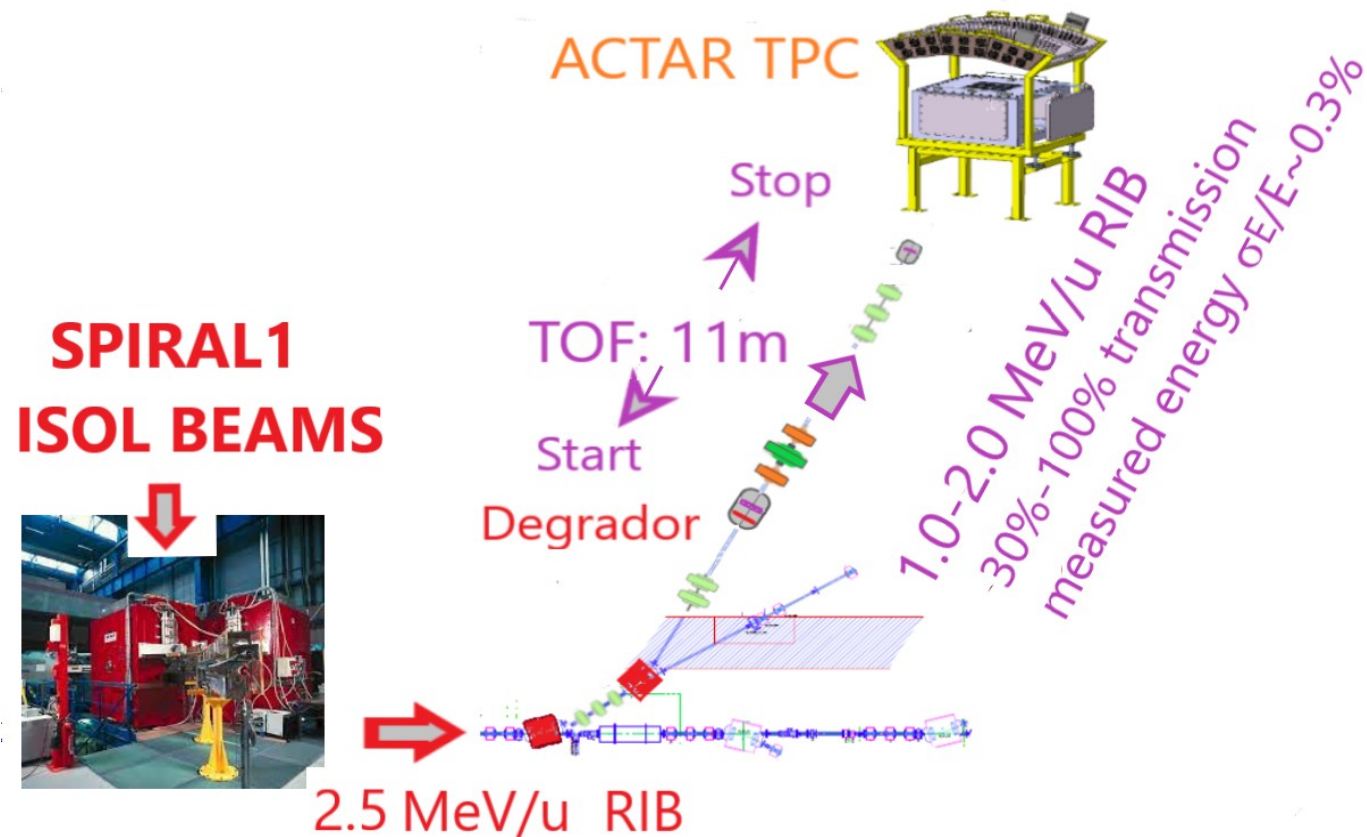 ACTAR TPC
Stop
TOF: 11m
Start
Degrador
SPIRAL1
ISOL BEAMS
1.0-2.0 MeV/u RIB
30%-100% transmission
measured energy σE/E~0.3%
2.5 MeV/u RIB